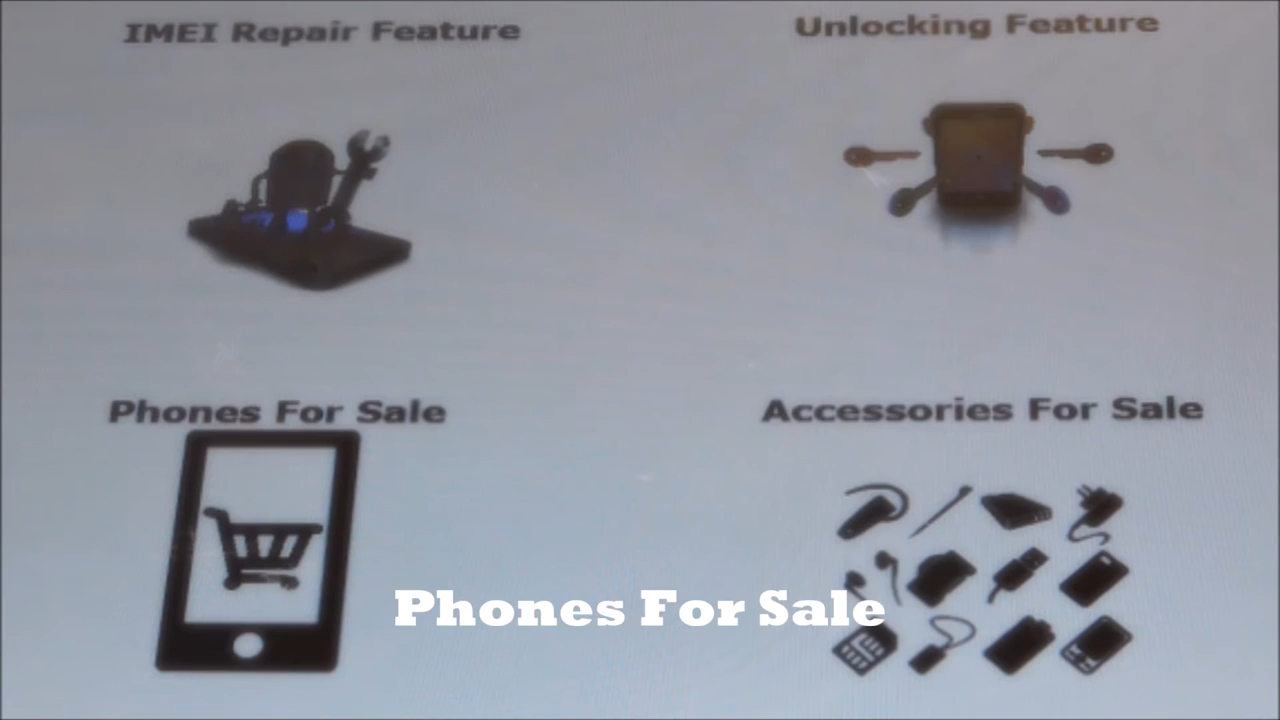 IMEI Repair Feature
Unlocking Feature
Phones For Sale
Accessories For Sale
Phones For Sale